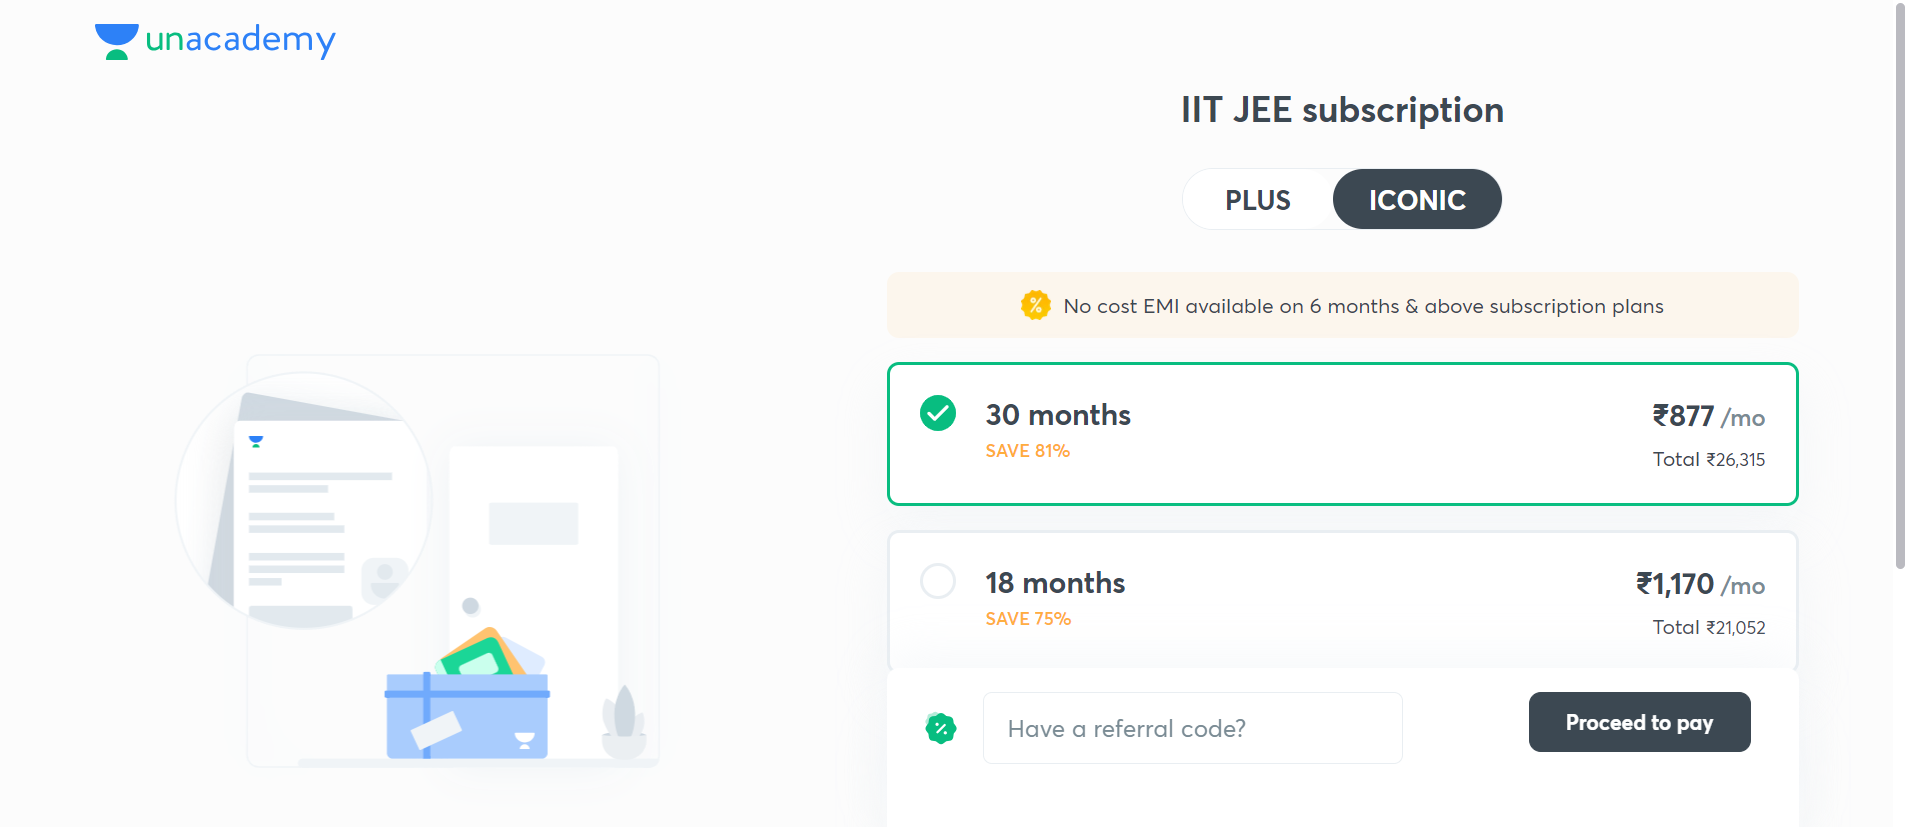 unacademy
IIT JEE subscription
PLUS
ICONIC
No cost EMI available on 6 months & above subscription plans
30 months
₹877 /mo
SAVE 81%
Total ₹26,315
18 months
₹1,170 /mo
SAVE 75%
Total ₹21,052
Have a referral code?
Proceed to pay